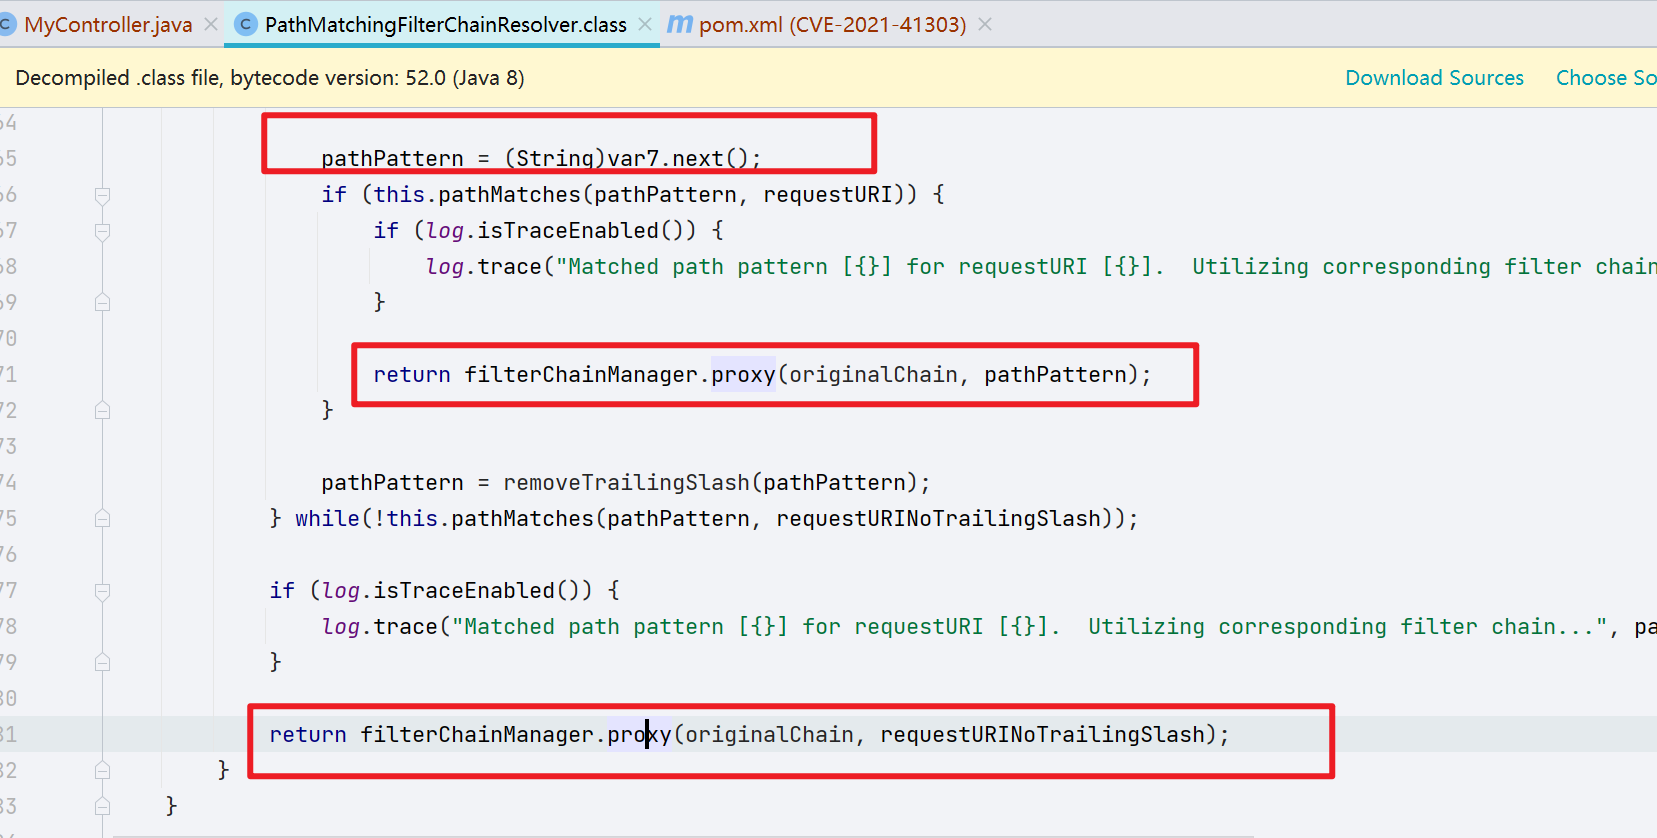 MyController.java × PathMatchingFilterChainResolver.class × pom.xml (CVE-2021-41303) ×
Decompiled .class file, bytecode version: 52.0 (Java 8) Download Sources Choose So
64
65 pathPattern = (String)var7.next();
66 if (this.pathMatches(pathPattern, requestURI)) {
67 if (log.isTraceEnabled()) {
68 log.trace("Matched path pattern [{}] for requestURI [{}].  Utilizing corresponding filter chain
69 }
70
71 return filterChainManager.proxy(originalChain, pathPattern);
72 }
73
74 pathPattern = removeTrailingSlash(pathPattern);
75 } while(!this.pathMatches(pathPattern, requestURINoTrailingSlash));
76
77 if (log.isTraceEnabled()) {
78 log.trace("Matched path pattern [{}] for requestURI [{}].  Utilizing corresponding filter chain...", pa
79 }
80
81 return filterChainManager.proxy(originalChain, requestURINoTrailingSlash);
82 }
83 }